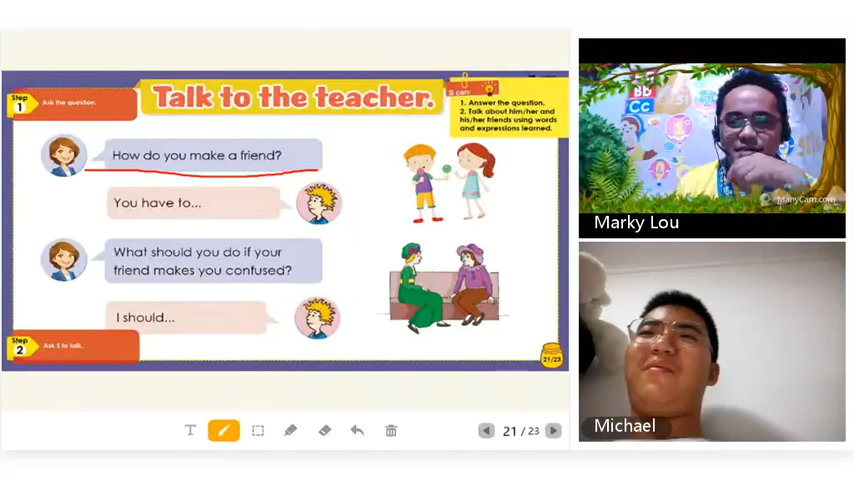 Step
1
Ask the question.
Talk to the teacher.
S can:
1. Answer the question.
2. Talk about him/her and
his/her friends using words
and expressions learned.
How do you make a friend?
You have to...
What should you do if your
friend makes you confused?
I should...
Step
2
Ask S to talk.
21/23
T
21 / 23
BB
CC
ManyCam.com
Marky Lou
Michael